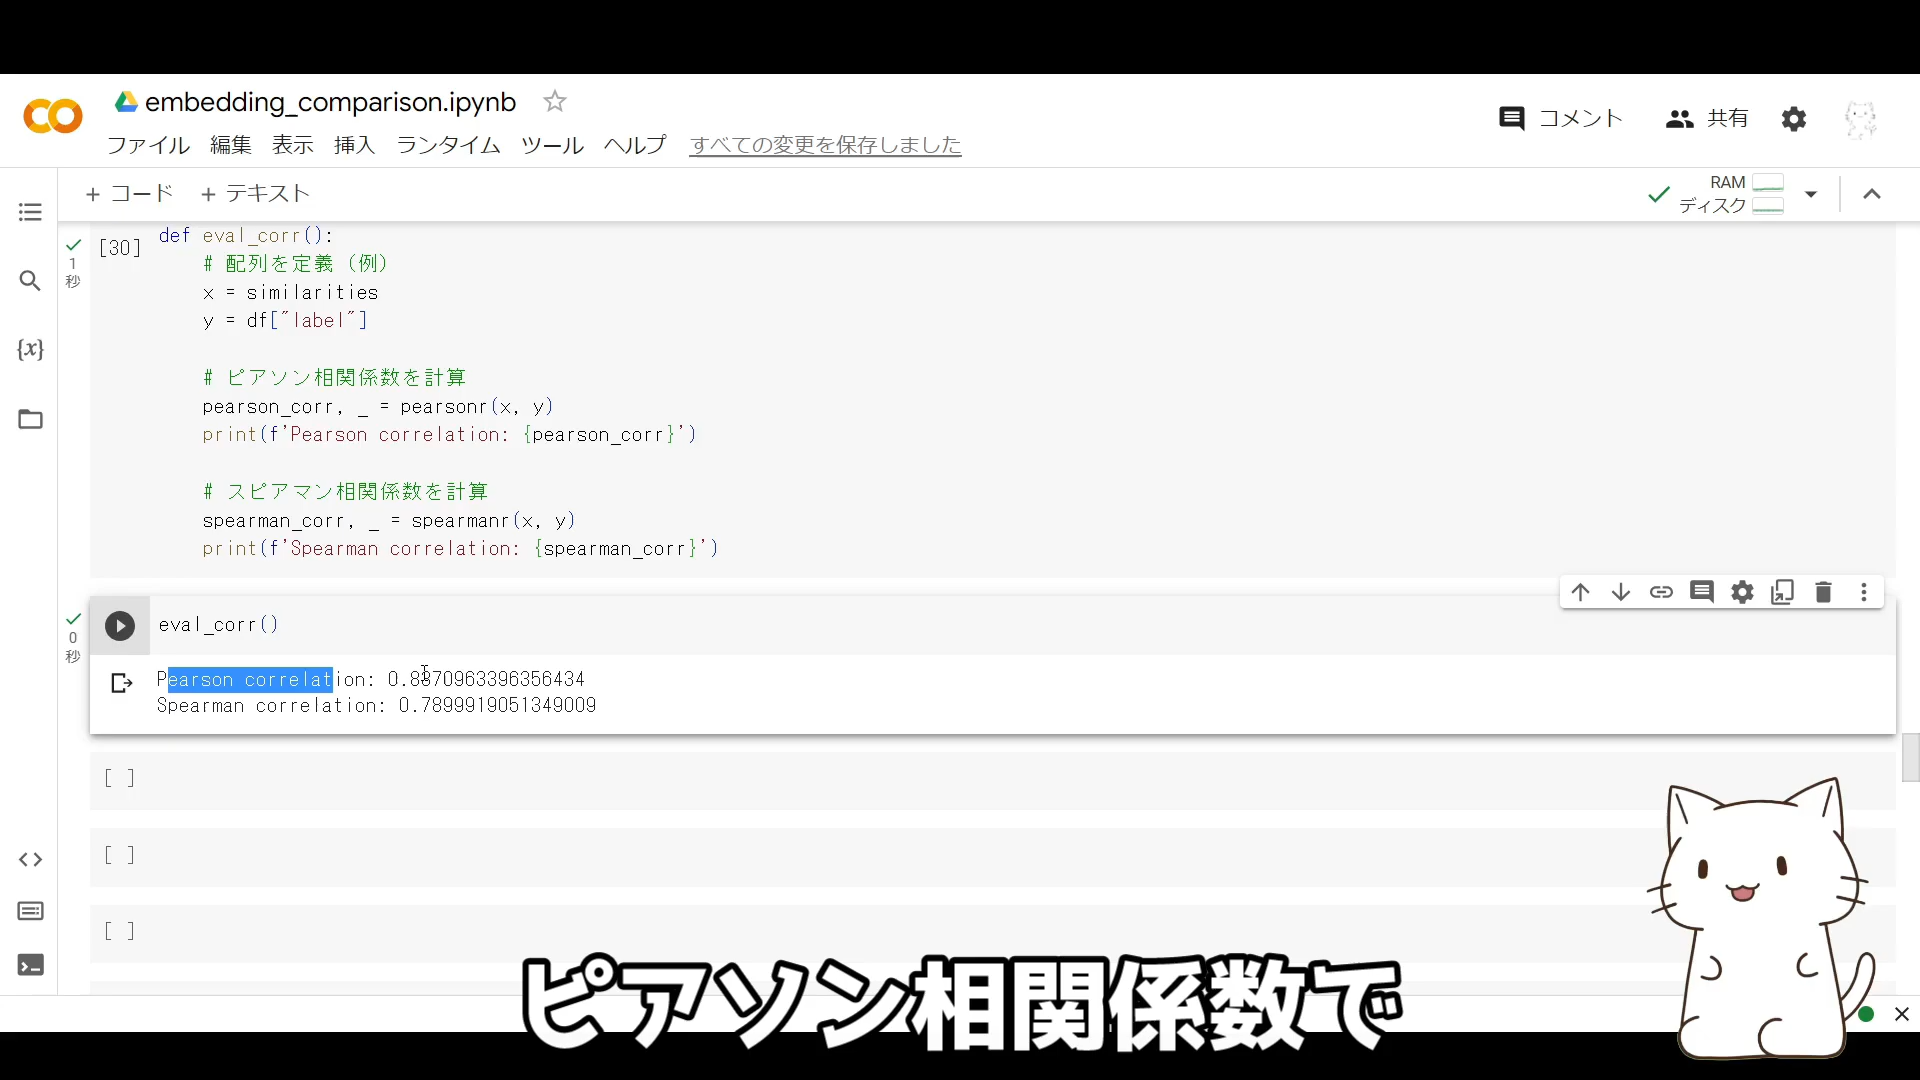 embedding_comparison.ipynb
コメント
共有
ファイル 編集 表示 挿入 ランタイム ツール ヘルプ すべての変更を保存しました
+ コード + テキスト
RAM
ディスク
[30]
1
秒
def eval_corr():
# 配列を定義（例）
x = similarities
y = df["label"]
# ピアソン相関係数を計算
pearson_corr, _ = pearsonr(x, y)
print(f'Pearson correlation: {pearson_corr}')
# スピアマン相関係数を計算
spearman_corr, _ = spearmanr(x, y)
print(f'Spearman correlation: {spearman_corr}')
0
秒
eval_corr()
Pearson correlation: 0.8370963396356434
Spearman correlation: 0.7899919051349009
[ ]
[ ]
[ ]
ピアソン相関係数で